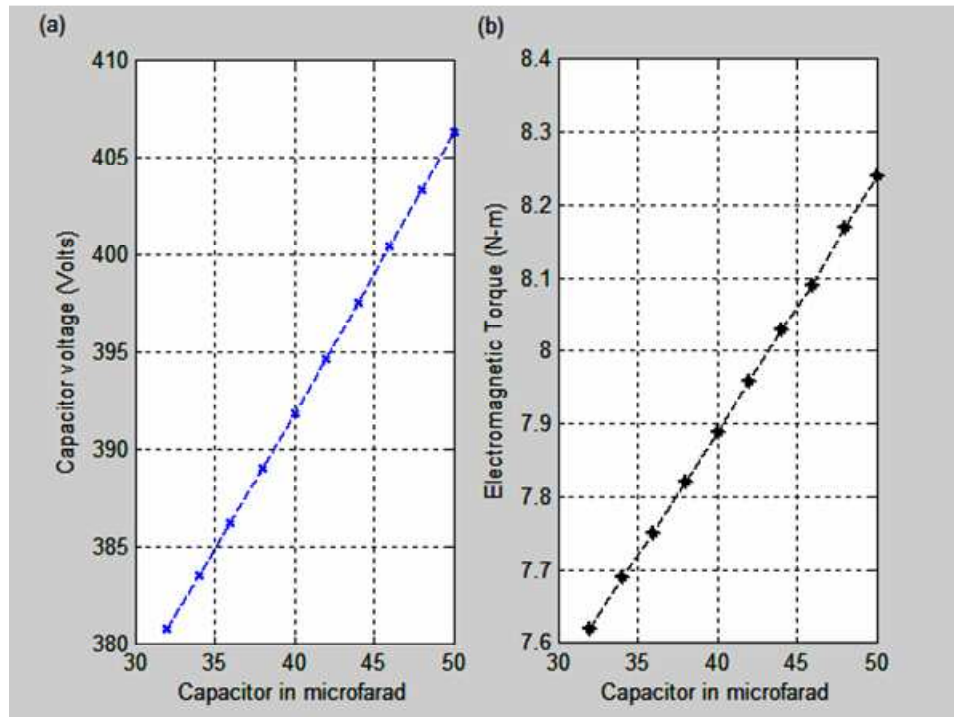 (a)
410
405
400
395
390
385
380
Capacitor voltage (Volts)
30 35 40 45 50
Capacitor in microfarad
(b)
8.4
8.3
8.2
8.1
8
7.9
7.8
7.7
7.6
Electromagnetic Torque (N-m)
30 35 40 45 50
Capacitor in microfarad